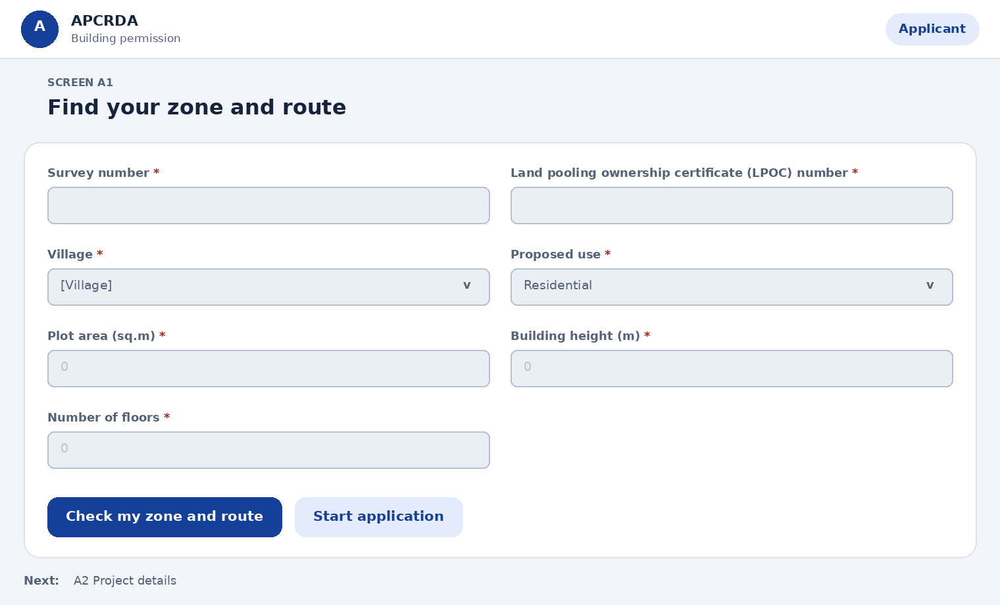 A
APCRDA
Building permission
Applicant
SCREEN A1
Find your zone and route
Survey number *
Land pooling ownership certificate (LPOC) number *
Village *
Proposed use *
[Village] v
Residential v
Plot area (sq.m) *
Building height (m) *
0
0
Number of floors *
0
Check my zone and route
Start application
Next: A2 Project details